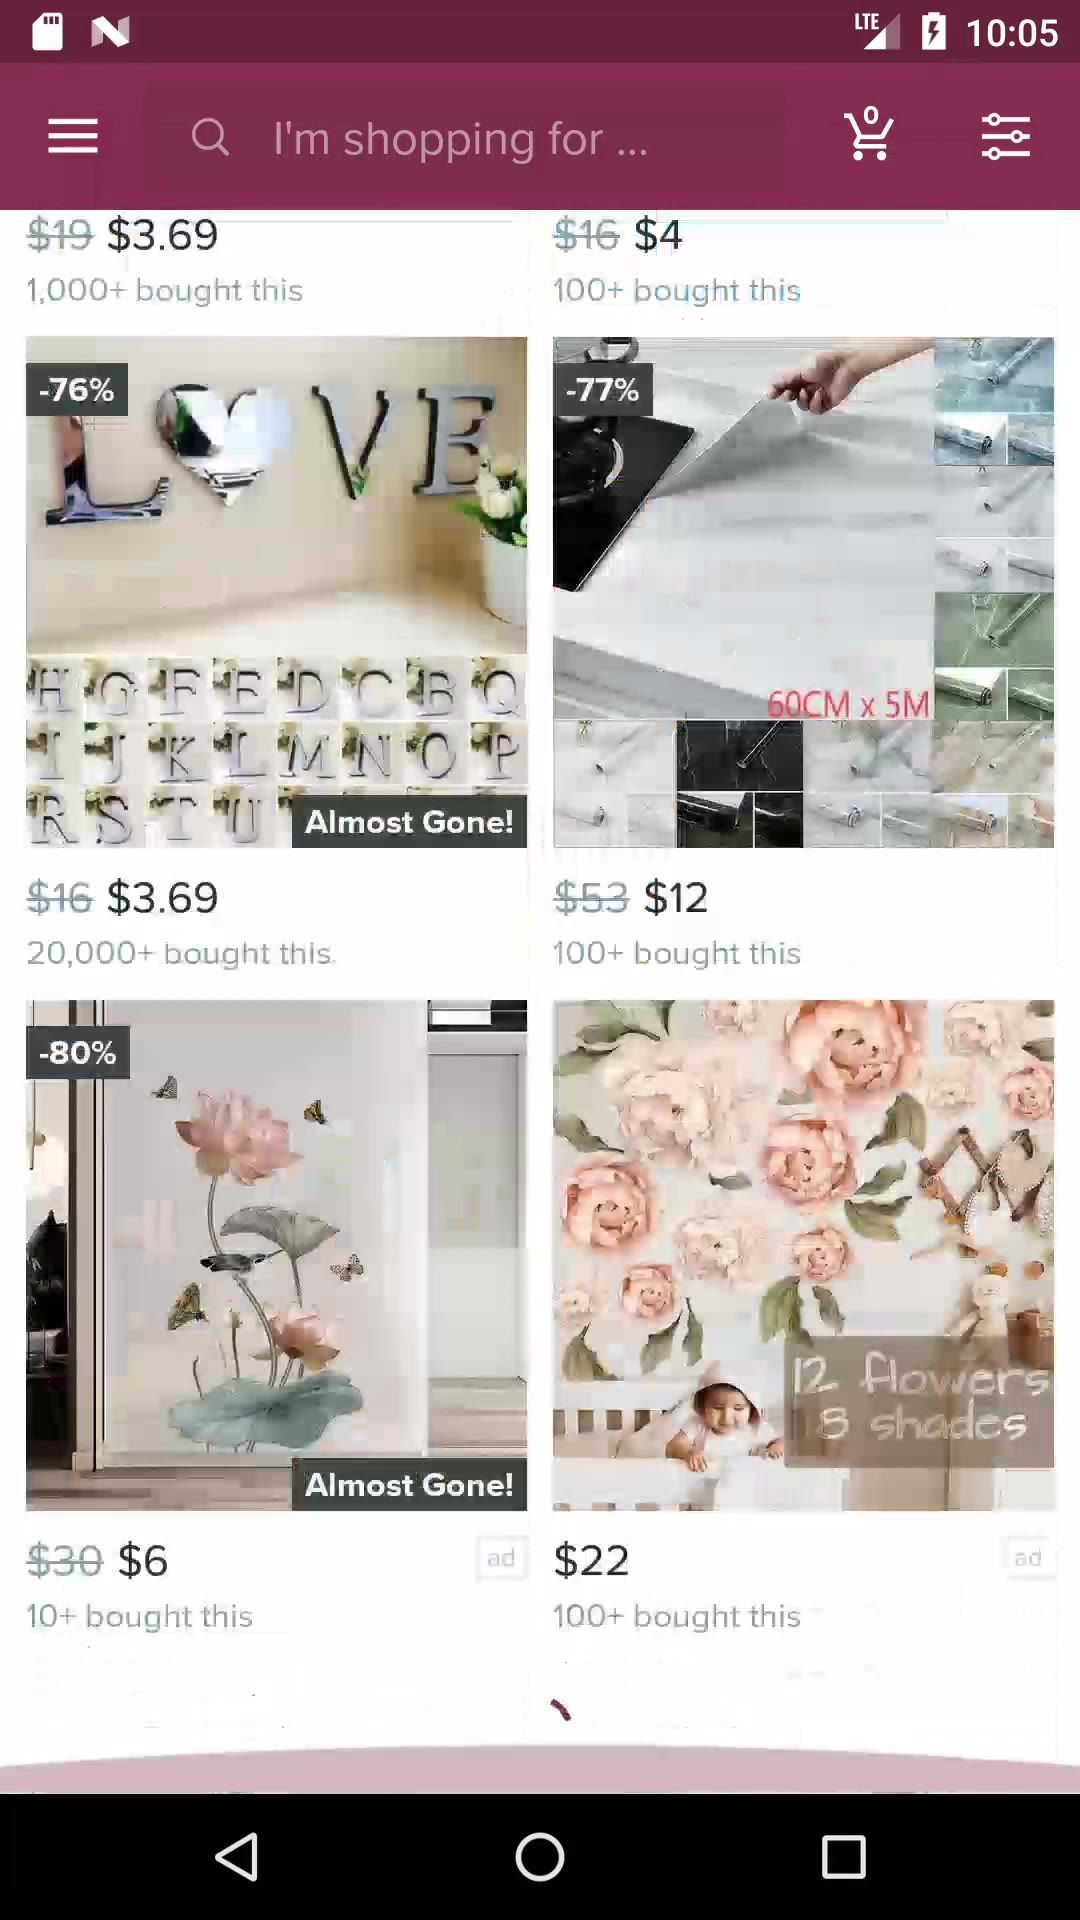 LTE 10:05
I'm shopping for ...
0
$19 $3.69
1,000+ bought this
$16 $4
100+ bought this
-76%
L VE
H G F E D C B Q
I J K L M N O P
R S T U
Almost Gone!
$16 $3.69
20,000+ bought this
-77%
60CM x 5M
$53 $12
100+ bought this
-80%
Almost Gone!
$30 $6
ad
10+ bought this
12 flowers
8 shades
$22
ad
100+ bought this